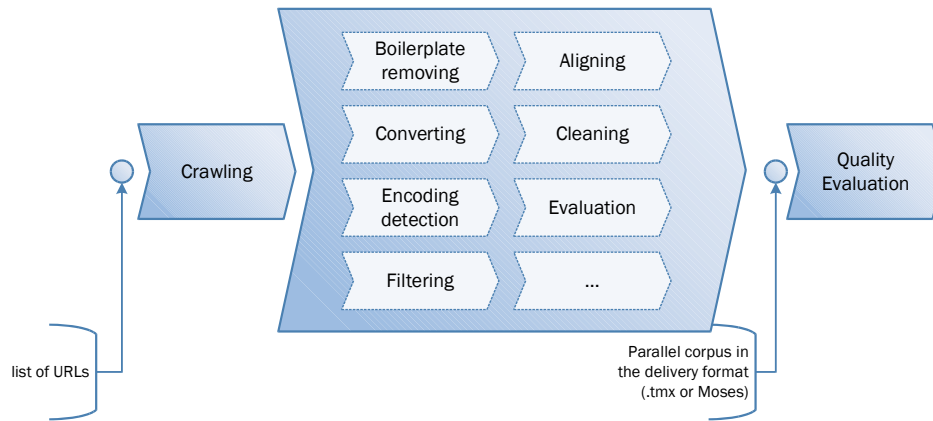 Crawling
Boilerplate
removing
Aligning
Converting
Cleaning
Encoding
detection
Evaluation
Filtering
...
Quality
Evaluation
list of URLs
Parallel corpus in
the delivery format
(.tmx or Moses)